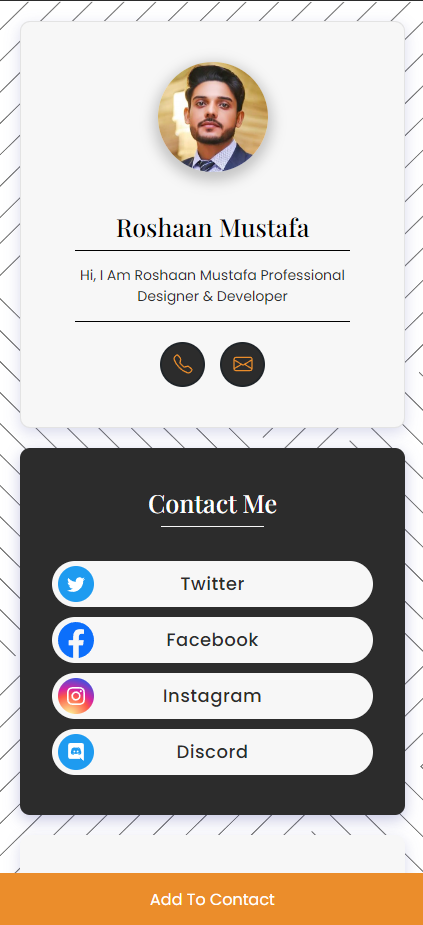 Roshaan Mustafa
Hi, I Am Roshaan Mustafa Professional
Designer & Developer
Contact Me
Twitter
Facebook
Instagram
Discord
Add To Contact